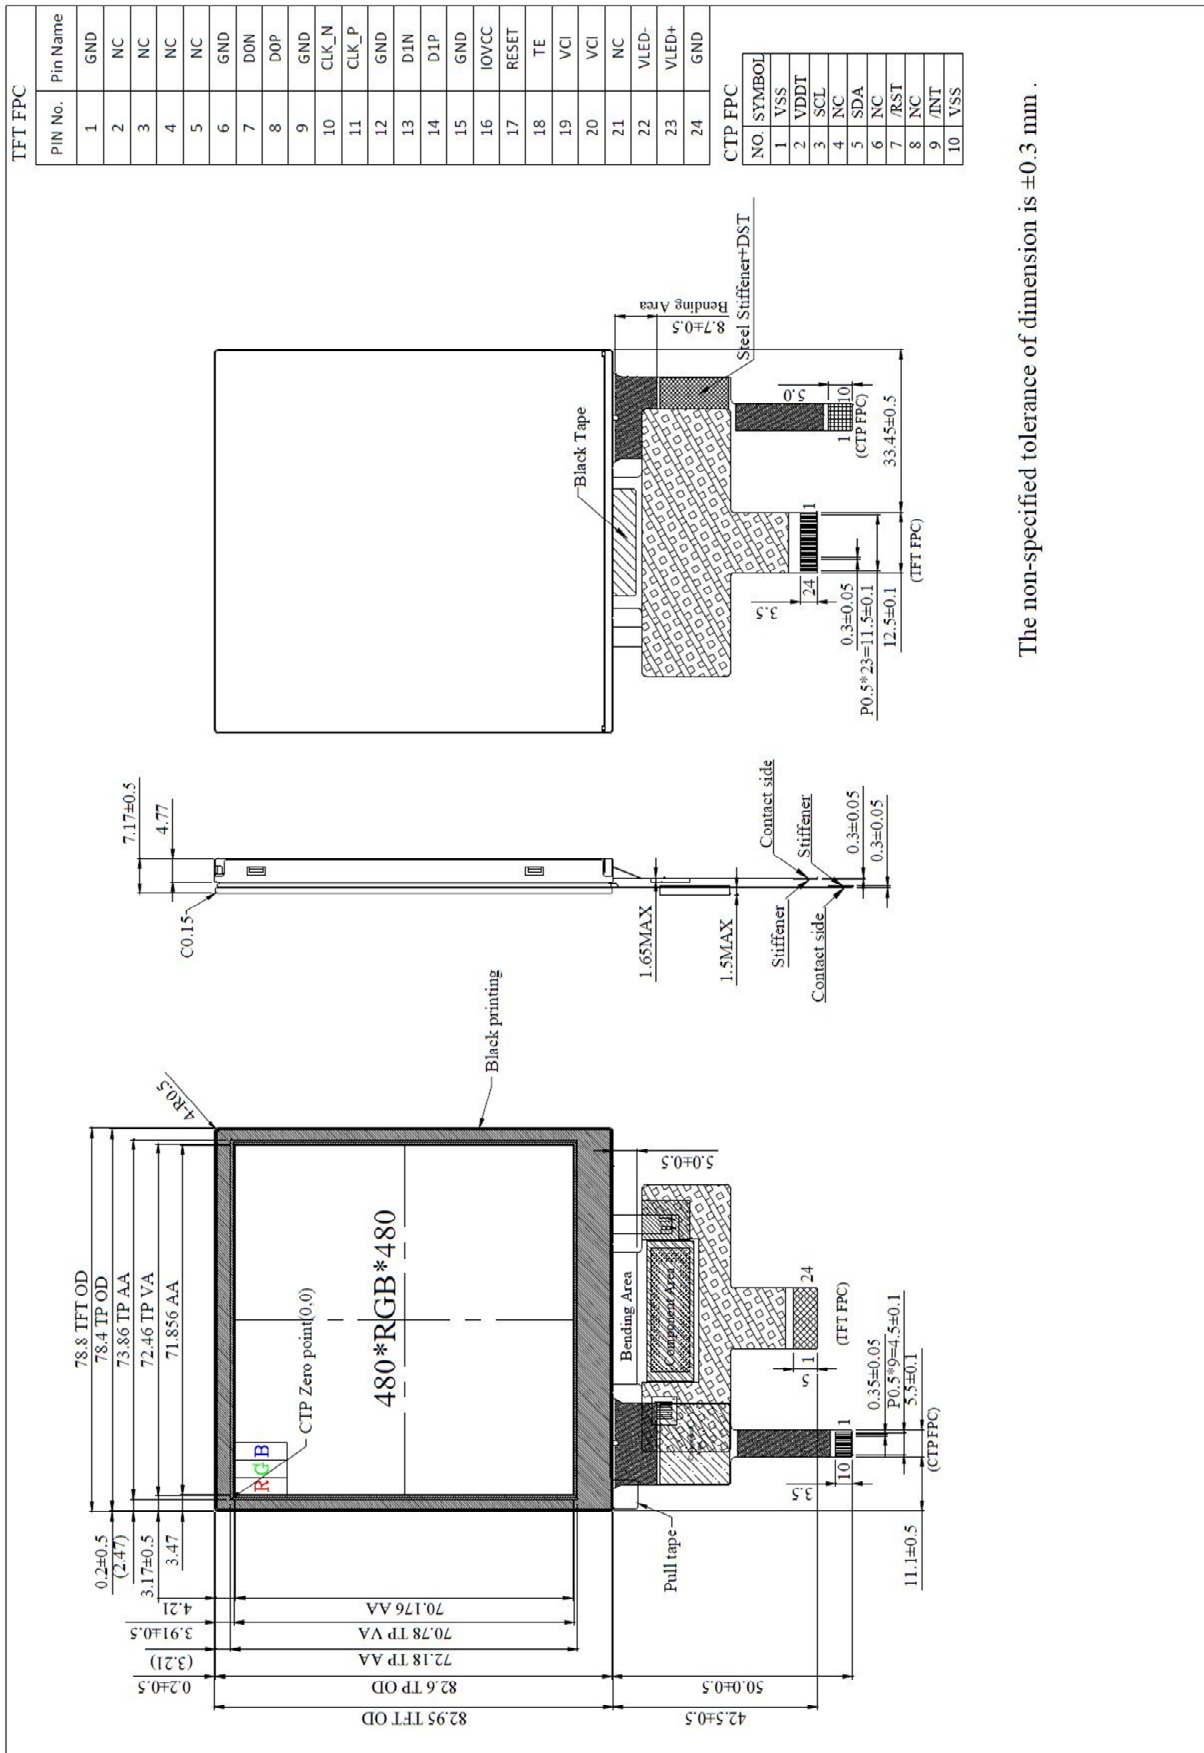 78.8 TFT OD
78.4 TP OD
73.86 TP AA
72.46 TP VA
71.856 AA
0.2±0.5
(2.47)
3.17±0.5
3.47
4-R0.5
RGB
CTP Zero point(0,0)
480*RGB*480
Black printing
82.95 TFT OD
82.6 TP OD
72.18 TP AA
70.78 TP VA
70.176 AA
0.2±0.5
(3.21)
3.91±0.5
4.21
42.5±0.5
50.0±0.5
Pull tape
Bending Area
Component Area
5.0±0.5
1
24
5
(TFT FPC)
3.5
10
1
0.35±0.05
P0.5*9=4.5±0.1
5.5±0.1
(CTP FPC)
11.1±0.5
7.17±0.5
4.77
C0.15
1.65MAX
1.5MAX
Contact side
Stiffener
Stiffener
Contact side
0.3±0.05
0.3±0.05
Black Tape
8.7±0.5
Bending Area
Steel Stiffener+DST
3.5
24
1
0.3±0.05
P0.5*23=11.5±0.1
12.5±0.1
(TFT FPC)
5.0
1
10
(CTP FPC)
33.45±0.5
TFT FPC
PIN No. Pin Name
1 GND
2 NC
3 NC
4 NC
5 NC
6 GND
7 D0N
8 D0P
9 GND
10 CLK_N
11 CLK_P
12 GND
13 D1N
14 D1P
15 GND
16 IOVCC
17 RESET
18 TE
19 VCI
20 VCI
21 NC
22 VLED-
23 VLED+
24 GND
CTP FPC
NO. SYMBOL
1 VSS
2 VDDT
3 SCL
4 NC
5 SDA
6 NC
7 /RST
8 NC
9 /INT
10 VSS
The non-specified tolerance of dimension is ±0.3 mm .